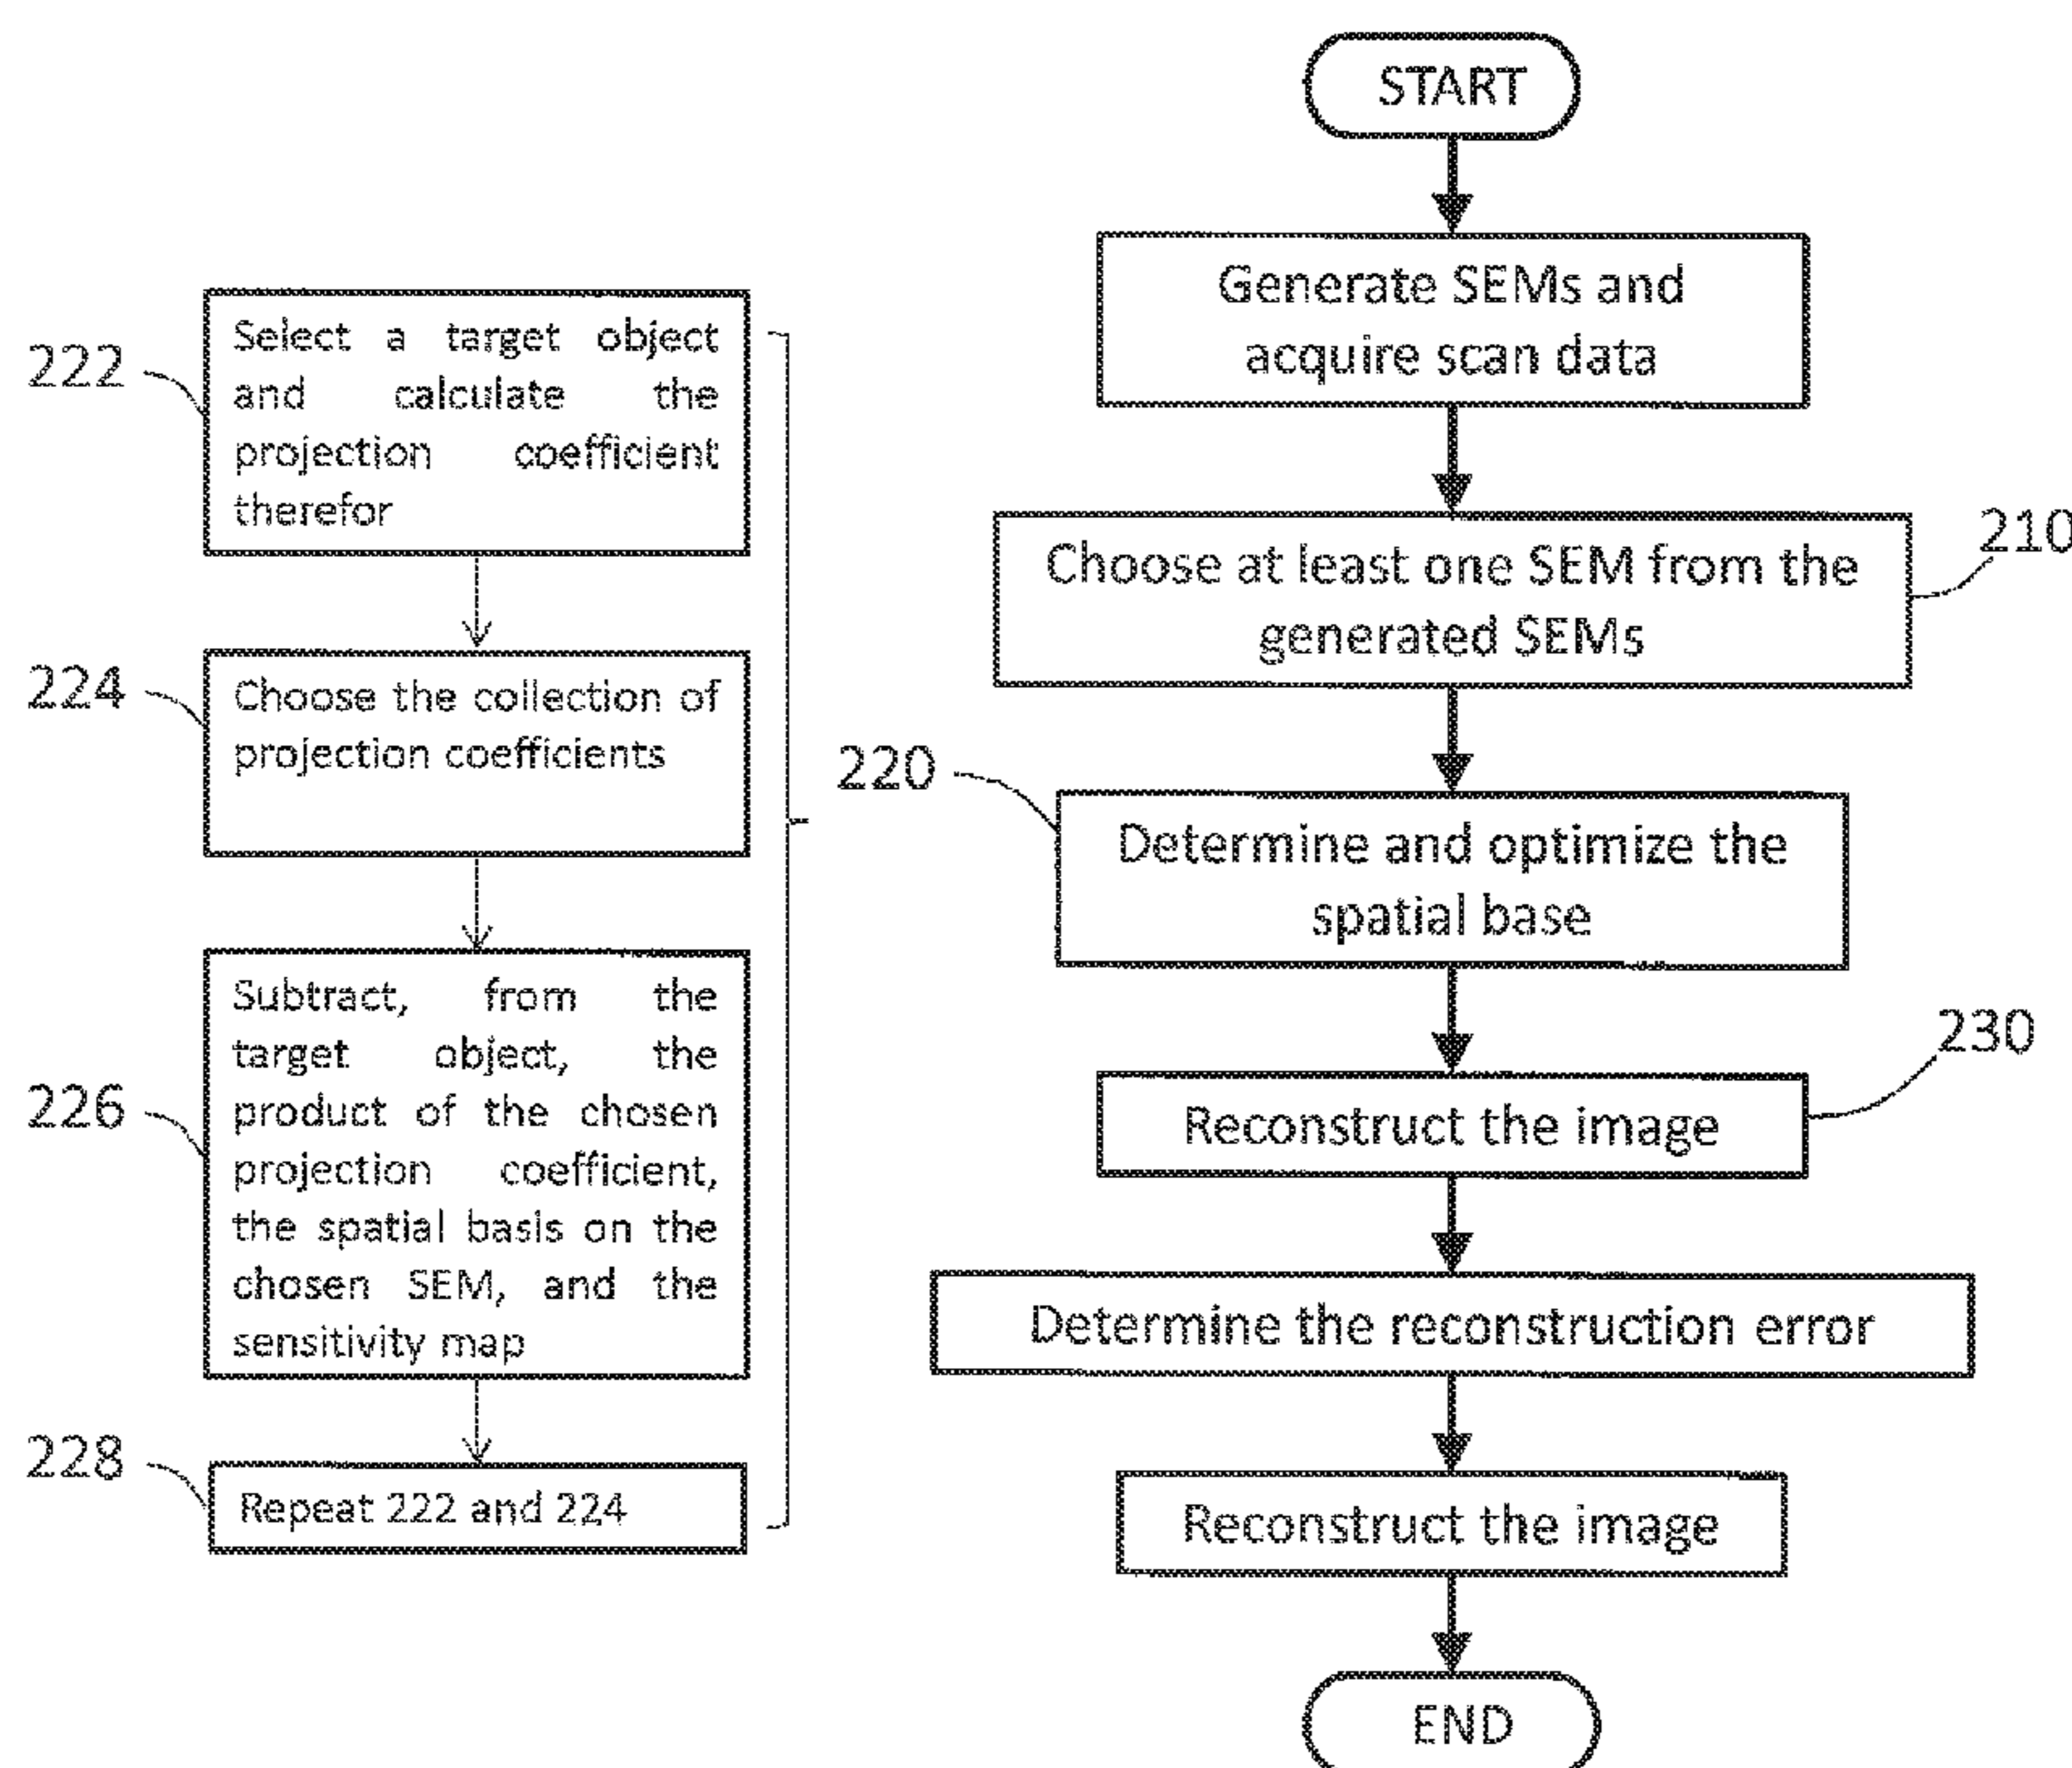 222
Select a target object
and calculate the
projection coefficient
therefor
224
Choose the collection of
projection coefficients
226
Subtract, from the
target object, the
product of the chosen
projection coefficient,
the spatial basis on the
chosen SEM, and the
sensitivity map
228
Repeat 222 and 224
START
Generate SEMs and
acquire scan data
Choose at least one SEM from the
generated SEMs
210
220
Determine and optimize the
spatial base
Reconstruct the image
230
Determine the reconstruction error
Reconstruct the image
END